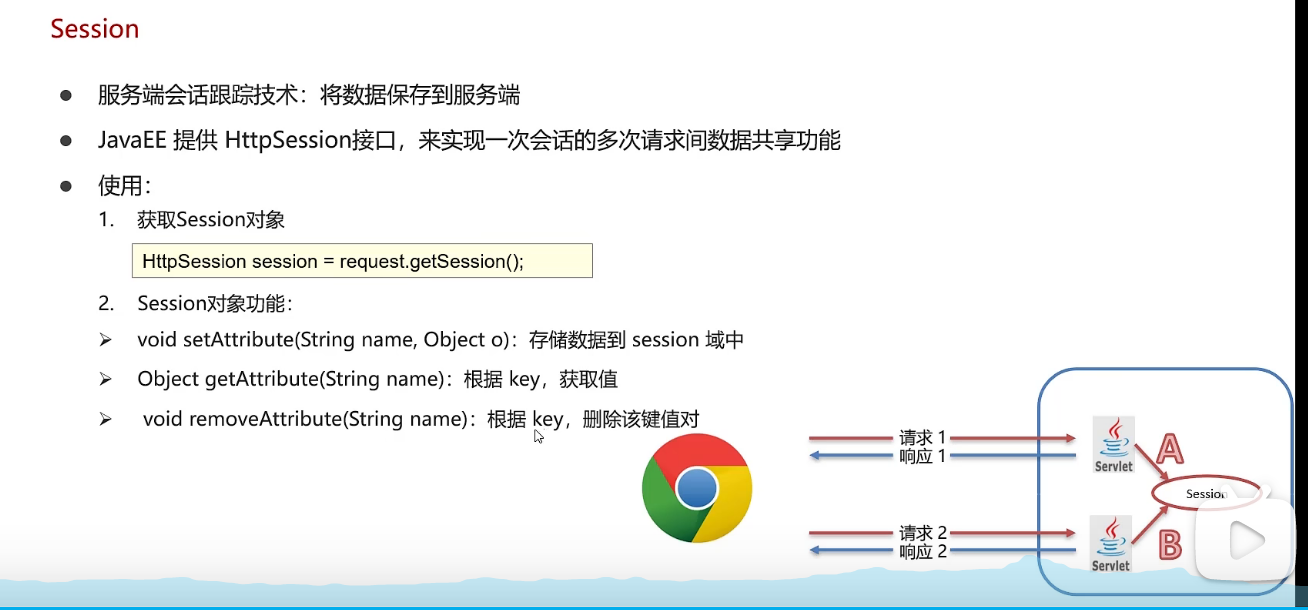 Session
● 服务端会话跟踪技术：将数据保存到服务端
● JavaEE 提供 HttpSession接口，来实现一次会话的多次请求间数据共享功能
● 使用：
1. 获取Session对象
HttpSession session = request.getSession();
2. Session对象功能：
➢ void setAttribute(String name, Object o)：存储数据到 session 域中
➢ Object getAttribute(String name)：根据 key，获取值
➢ void removeAttribute(String name)：根据 key，删除该键值对
请求 1
响应 1
Servlet
A
Session
请求 2
响应 2
Servlet
B